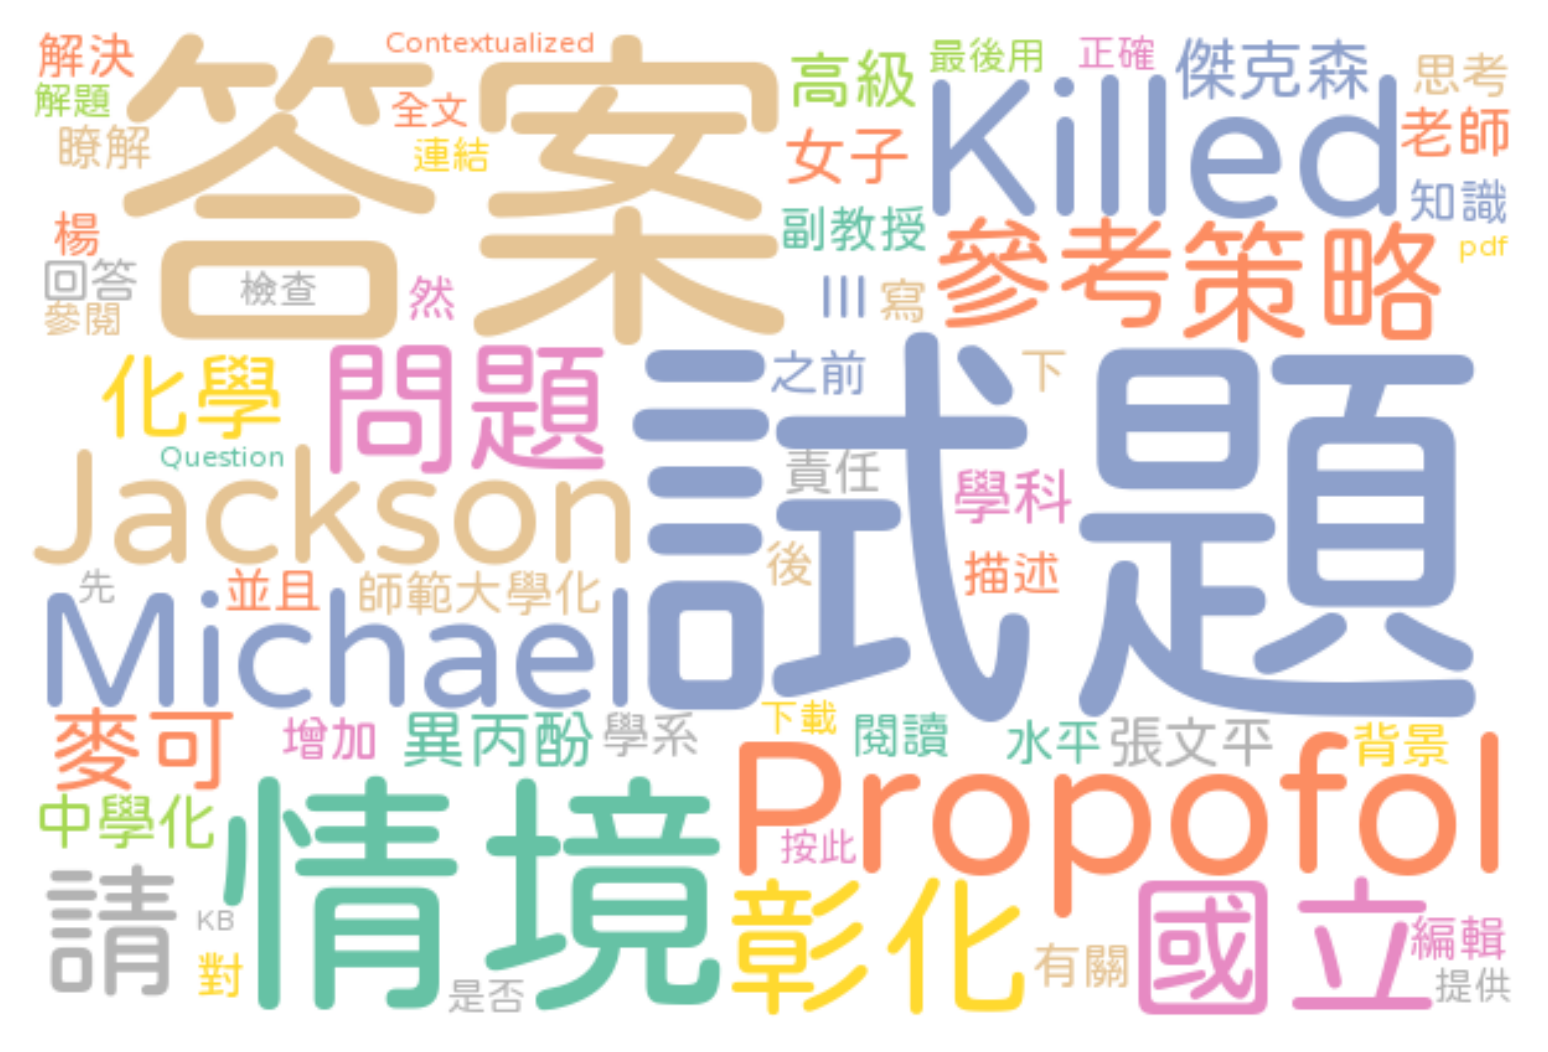 解決
Contextualized
答案
高級
最後用
正確
傑克森
思考
解題
全文
Killed
老師
瞭解
連結
女子
知識
楊
副教授
參考策略
pdf
回答
檢查
然
III
寫
參閱
化學
問題
試題
之前
下
Question
Jackson
責任
學科
先
並且
師範大學化
後
描述
Michael
麥可
增加
異丙酚
學系
下載
閱讀
水平
張文平
背景
中學化
情境
Propofol
按此
請
KB
彰化
國立
編輯
對
是否
有關
提供